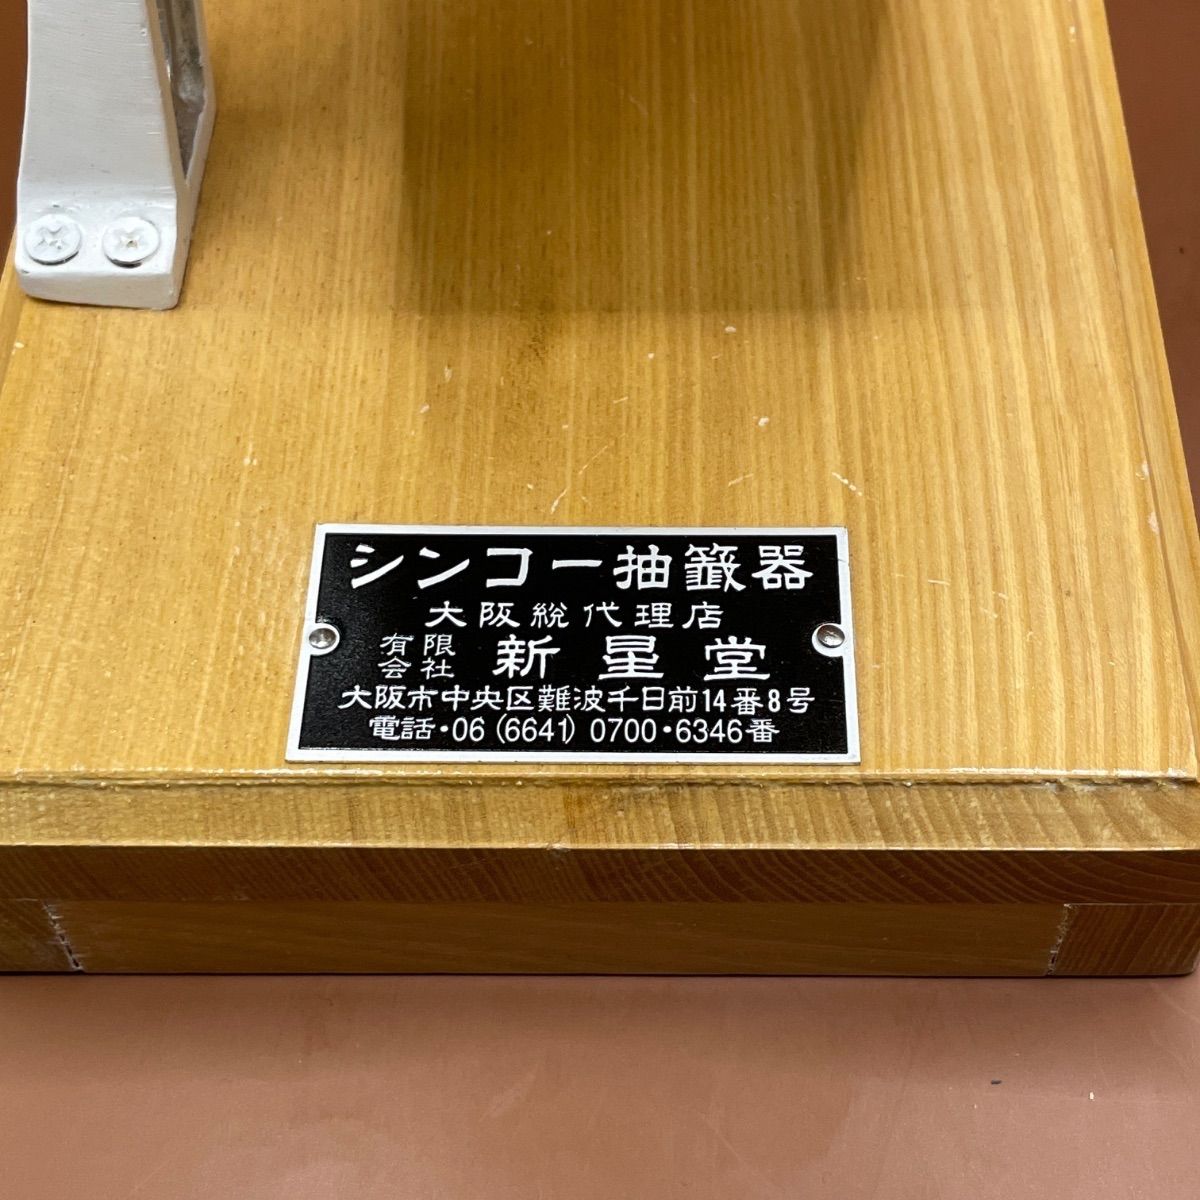 シンコー抽籤器
大阪総代理店
有限会社 新星堂
大阪市中央区難波千日前14番8号
電話・06(6641)0700・6346番